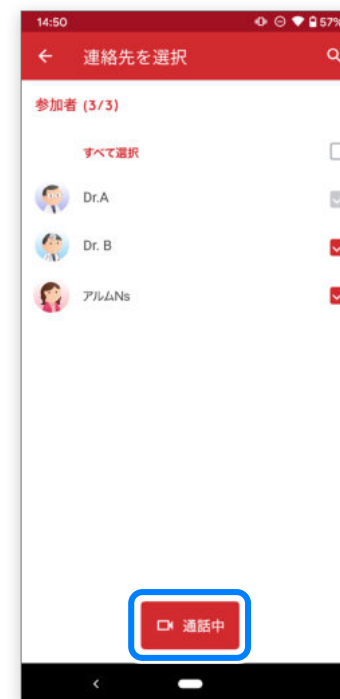 14:50
57%
連絡先を選択
参加者 (3/3)
すべて選択
Dr.A
Dr. B
アルムNs
通話中